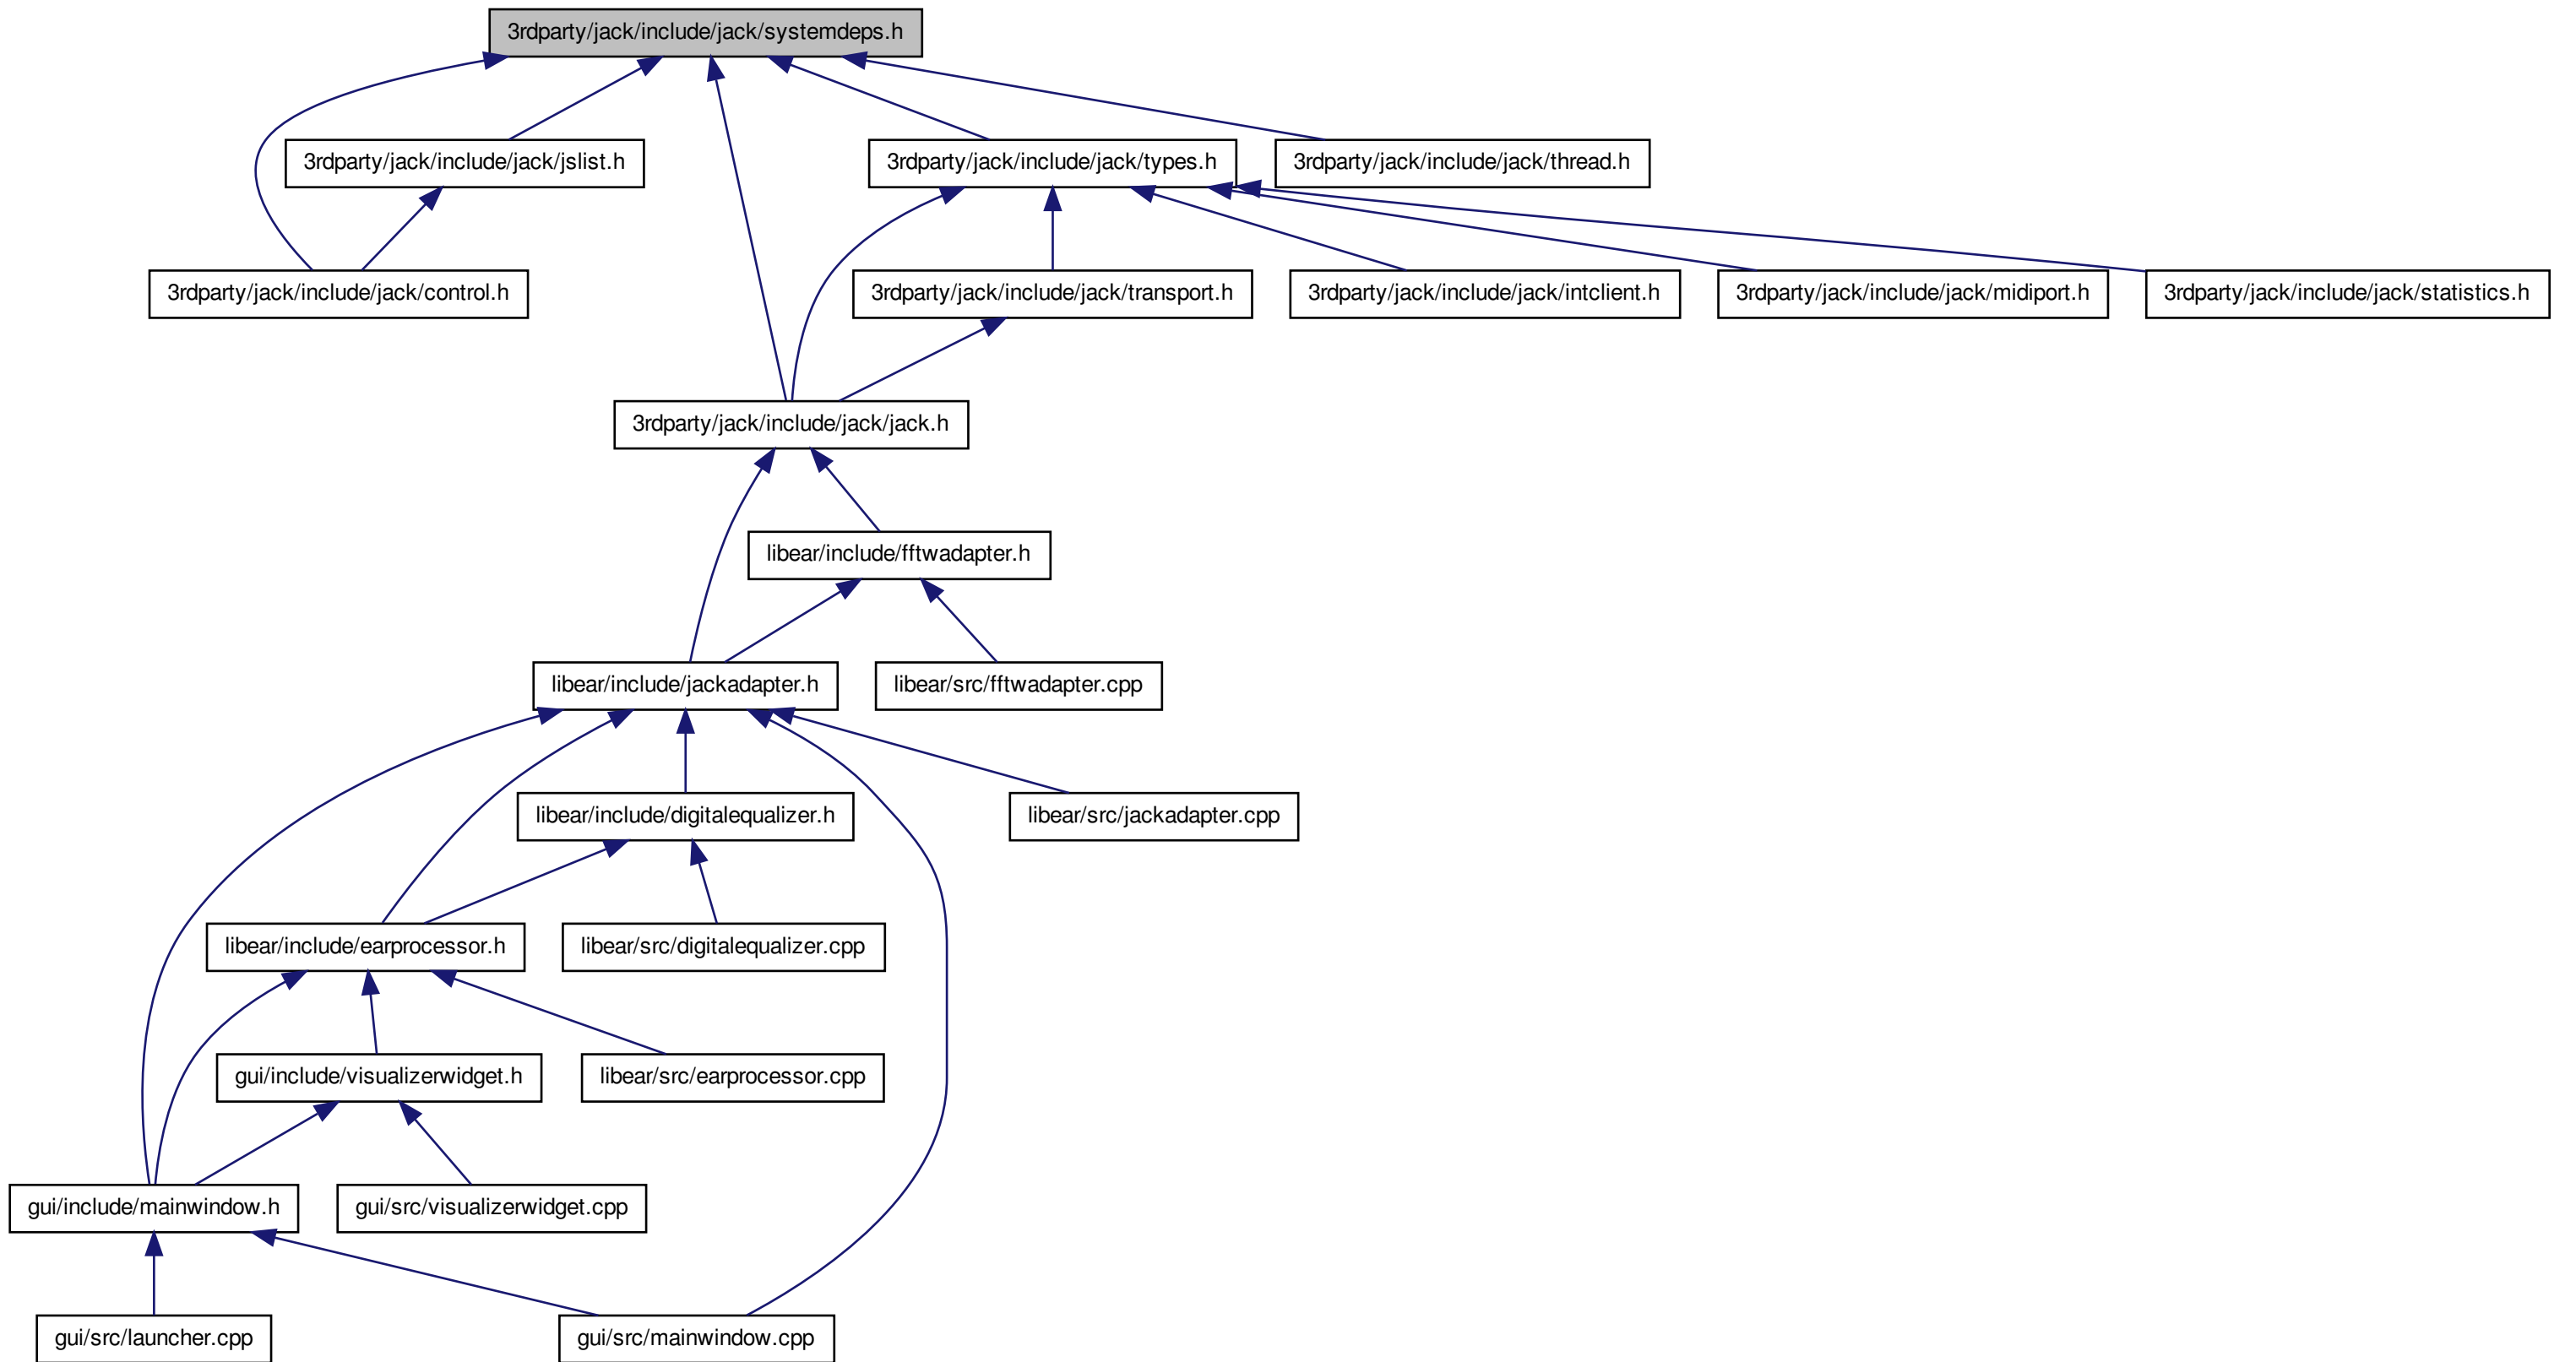 3rdparty/jack/include/jack/systemdeps.h
3rdparty/jack/include/jack/jslist.h
3rdparty/jack/include/jack/types.h
3rdparty/jack/include/jack/thread.h
3rdparty/jack/include/jack/control.h
3rdparty/jack/include/jack/transport.h
3rdparty/jack/include/jack/intclient.h
3rdparty/jack/include/jack/midiport.h
3rdparty/jack/include/jack/statistics.h
3rdparty/jack/include/jack/jack.h
libear/include/fftwadapter.h
libear/include/jackadapter.h
libear/src/fftwadapter.cpp
libear/include/digitalequalizer.h
libear/src/jackadapter.cpp
libear/include/earprocessor.h
libear/src/digitalequalizer.cpp
gui/include/visualizerwidget.h
libear/src/earprocessor.cpp
gui/include/mainwindow.h
gui/src/visualizerwidget.cpp
gui/src/launcher.cpp
gui/src/mainwindow.cpp